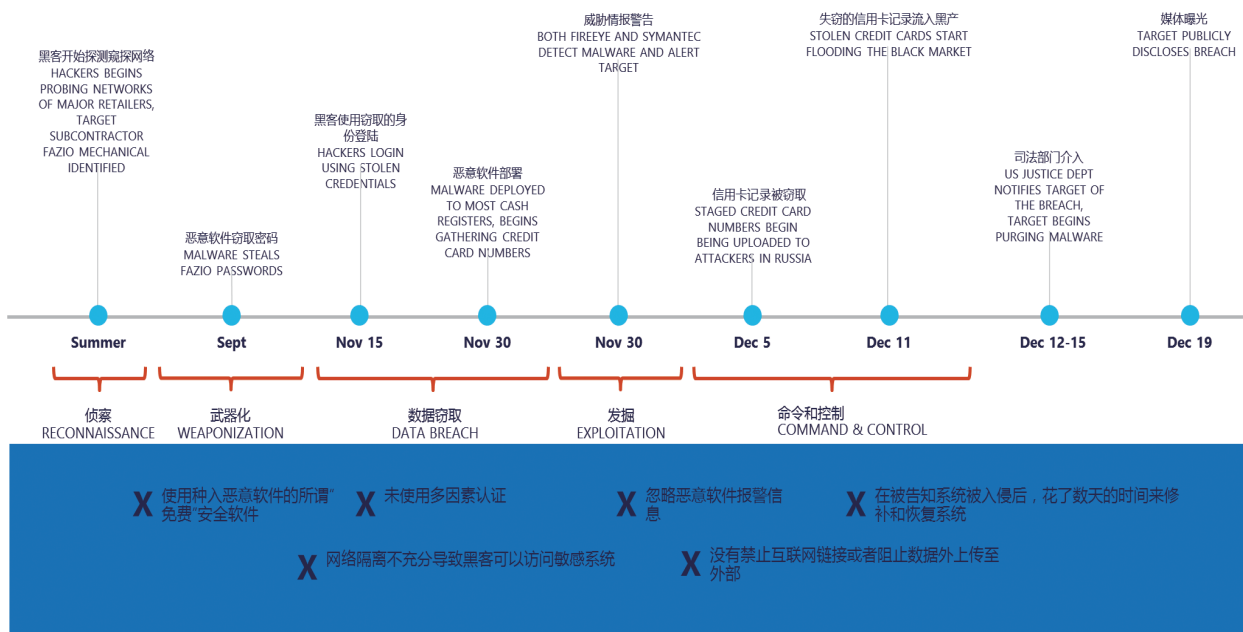 黑客开始探测窥探网络
HACKERS BEGINS
PROBING NETWORKS
OF MAJOR RETAILERS,
TARGET
SUBCONTRACTOR
FAZIO MECHANICAL
IDENTIFIED
恶意软件窃取密码
MALWARE STEALS
FAZIO PASSWORDS
黑客使用窃取的身
份登陆
HACKERS LOGIN
USING STOLEN
CREDENTIALS
恶意软件部署
MALWARE DEPLOYED
TO MOST CASH
REGISTERS, BEGINS
GATHERING CREDIT
CARD NUMBERS
威胁情报警告
BOTH FIREEYE AND SYMANTEC
DETECT MALWARE AND ALERT
TARGET
信用卡记录被窃取
STAGED CREDIT CARD
NUMBERS BEGIN
BEING UPLOADED TO
ATTACKERS IN RUSSIA
失窃的信用卡记录流入黑产
STOLEN CREDIT CARDS START
FLOODING THE BLACK MARKET
司法部门介入
US JUSTICE DEPT
NOTIFIES TARGET OF
THE BREACH,
TARGET BEGINS
PURGING MALWARE
媒体曝光
TARGET PUBLICLY
DISCLOSES BREACH
Summer
Sept
Nov 15
Nov 30
Nov 30
Dec 5
Dec 11
Dec 12-15
Dec 19
侦察
RECONNAISSANCE
武器化
WEAPONIZATION
数据窃取
DATA BREACH
发掘
EXPLOITATION
命令和控制
COMMAND & CONTROL
X 使用种入恶意软件的所谓"
免费"安全软件
X 未使用多因素认证
X 忽略恶意软件报警信
息
X 在被告知系统被入侵后，花了数天的时间来修
补和恢复系统
X 网络隔离不充分导致黑客可以访问敏感系统
X 没有禁止互联网链接或者阻止数据外上传至
外部